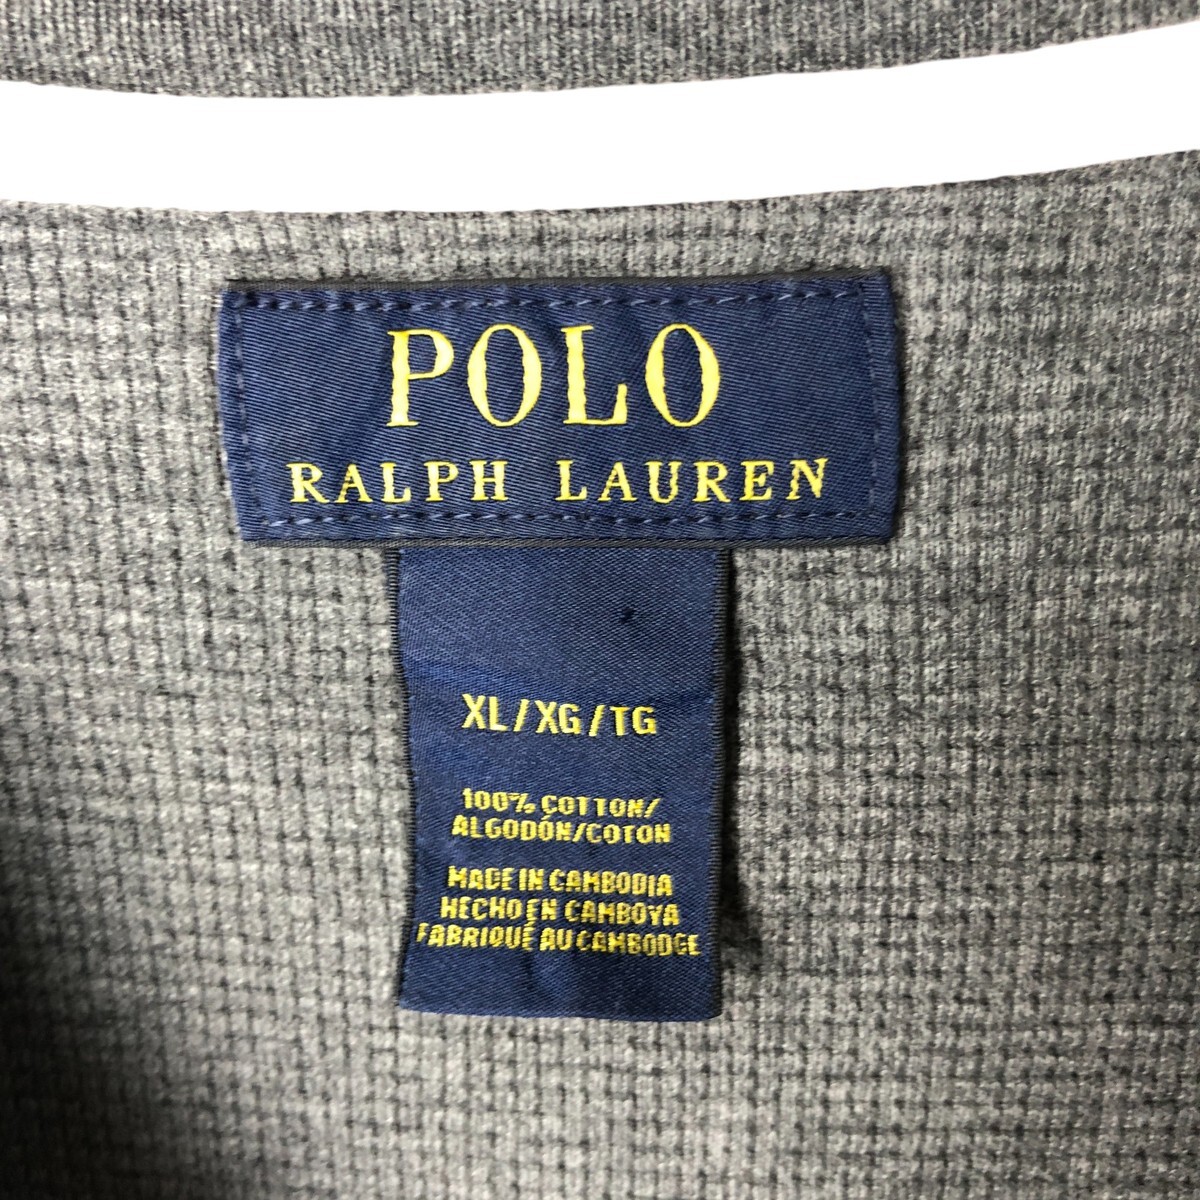 POLO
RALPH LAUREN
XL/XG/TG
100% COTTON/
ALGODÓN/COTON
MADE IN CAMBODIA
HECHO EN CAMBOYA
FABRIQUÉ AU CAMBODGE